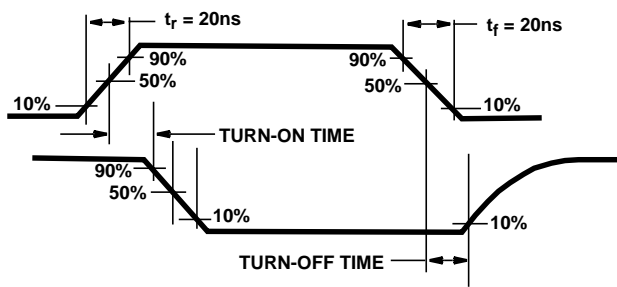 tr = 20ns
tf = 20ns
90%
90%
50%
50%
10%
10%
TURN-ON TIME
90%
50%
10%
10%
TURN-OFF TIME